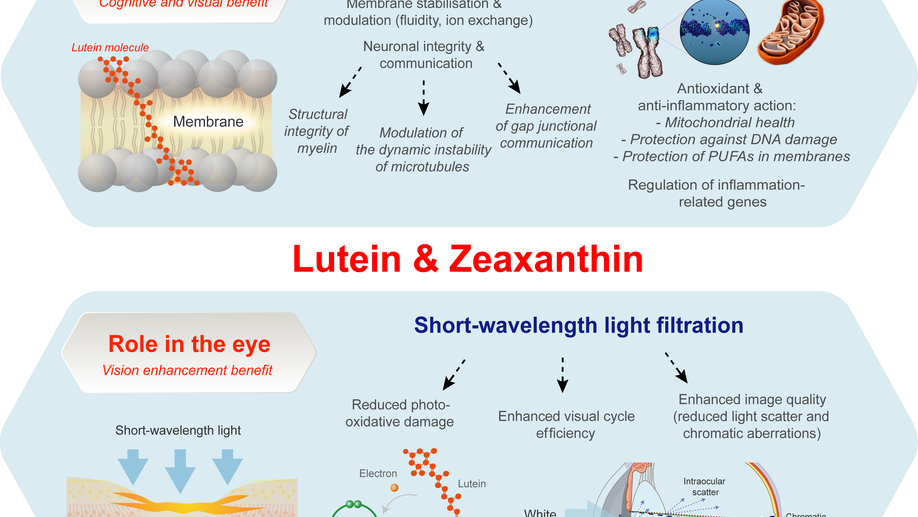 Cognitive and visual benefit
Membrane stabilisation &
modulation (fluidity, ion exchange)
Neuronal integrity &
communication
Lutein molecule
Membrane
Structural
integrity of
myelin
Modulation of
the dynamic instability
of microtubules
Enhancement
of gap junctional
communication
Antioxidant &
anti-inflammatory action:
- Mitochondrial health
- Protection against DNA damage
- Protection of PUFAs in membranes
Regulation of inflammation-
related genes
Lutein & Zeaxanthin
Role in the eye
Vision enhancement benefit
Short-wavelength light filtration
Reduced photo-
oxidative damage
Enhanced visual cycle
efficiency
Enhanced image quality
(reduced light scatter and
chromatic aberrations)
Short-wavelength light
Electron
Lutein
White
Intraocular
scatter
Chromatic